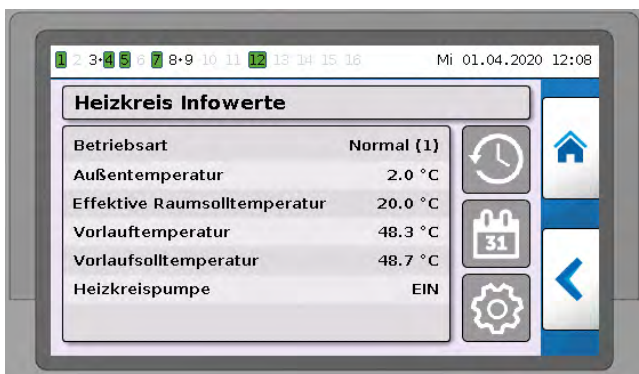 1 2 3•4 5 6 7 8•9 10 11 12 13 14 15 16 Mi 01.04.2020 12:08
Heizkreis Infowerte
Betriebsart Normal (1)
Außentemperatur 2.0 °C
Effektive Raumsolltemperatur 20.0 °C
Vorlauftemperatur 48.3 °C
Vorlaufsolltemperatur 48.7 °C
Heizkreispumpe EIN
31